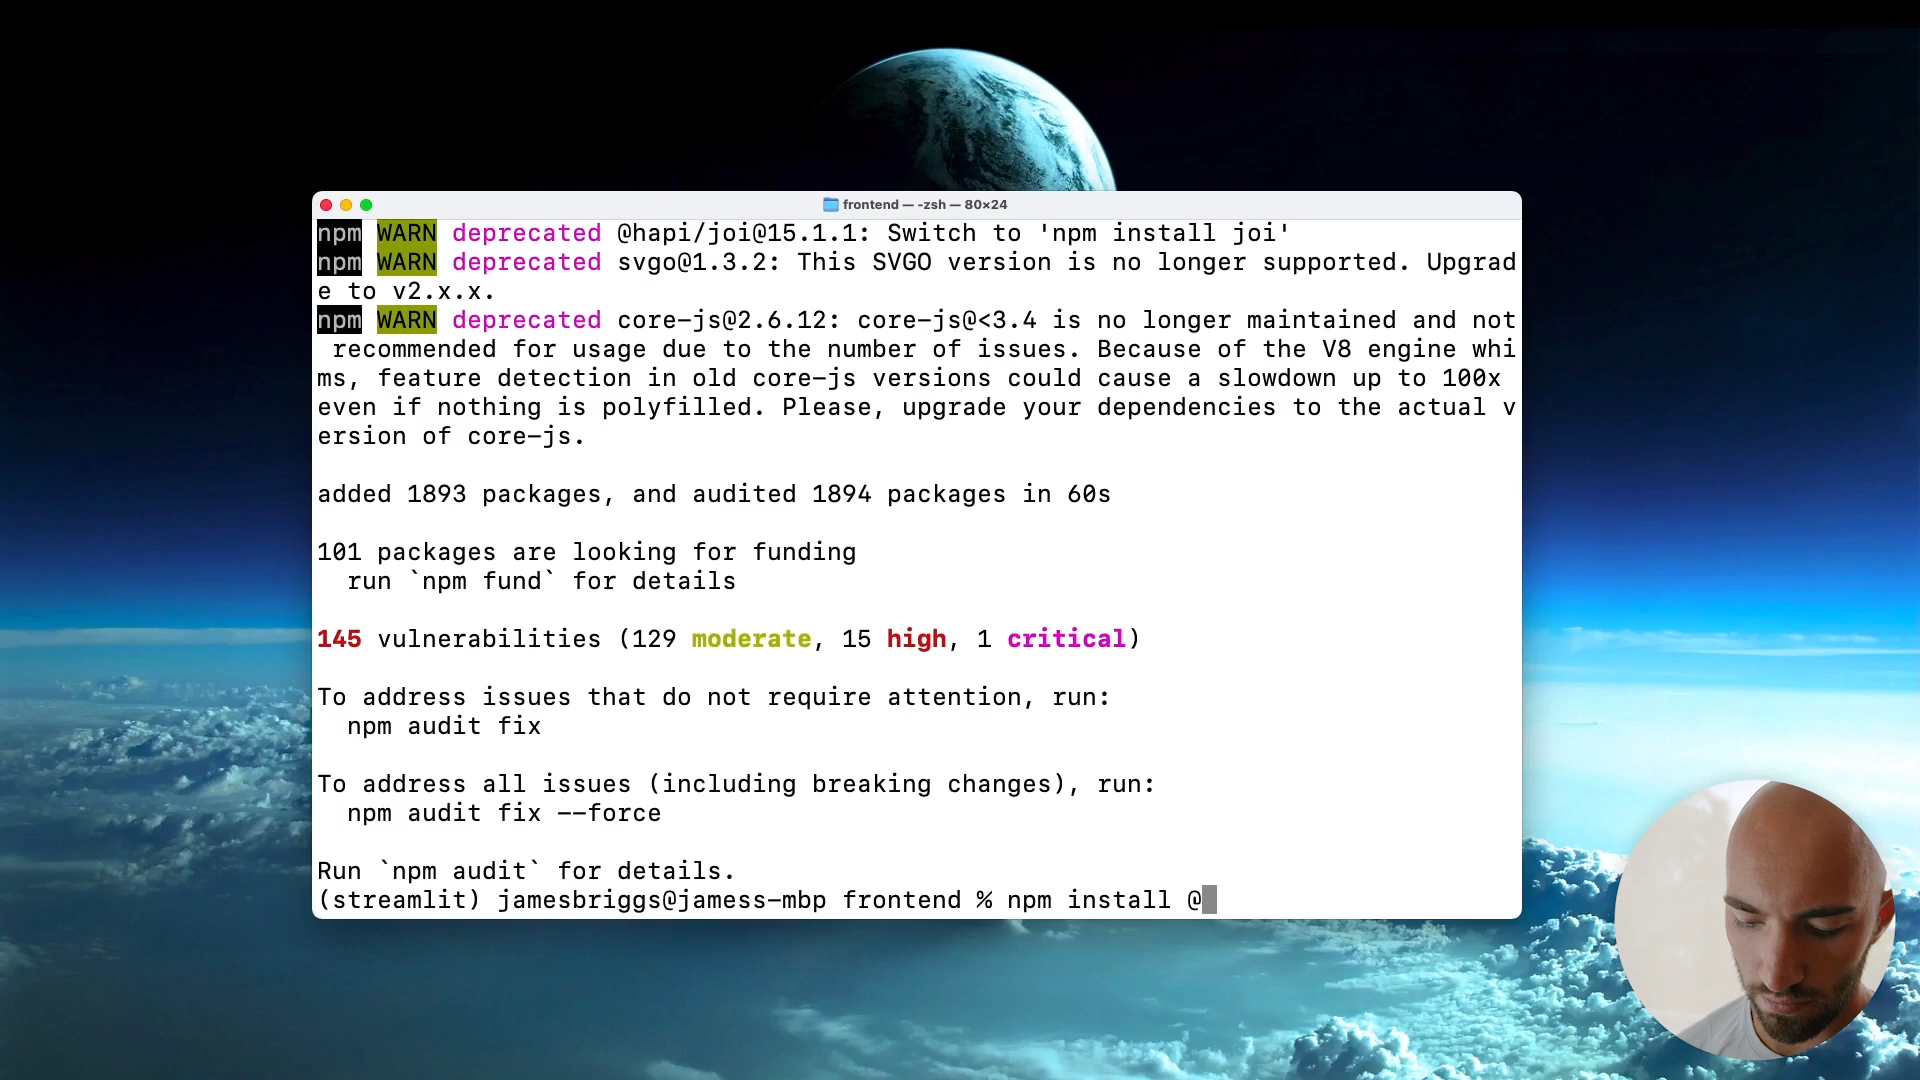 frontend — -zsh — 80×24
npm WARN deprecated @hapi/joi@15.1.1: Switch to 'npm install joi'
npm WARN deprecated svgo@1.3.2: This SVGO version is no longer supported. Upgrad
e to v2.x.x.
npm WARN deprecated core-js@2.6.12: core-js@<3.4 is no longer maintained and not
 recommended for usage due to the number of issues. Because of the V8 engine whi
ms, feature detection in old core-js versions could cause a slowdown up to 100x
even if nothing is polyfilled. Please, upgrade your dependencies to the actual v
ersion of core-js.
added 1893 packages, and audited 1894 packages in 60s
101 packages are looking for funding
  run `npm fund` for details
145 vulnerabilities (129 moderate, 15 high, 1 critical)
To address issues that do not require attention, run:
  npm audit fix
To address all issues (including breaking changes), run:
  npm audit fix --force
Run `npm audit` for details.
(streamlit) jamesbriggs@jamess-mbp frontend % npm install @